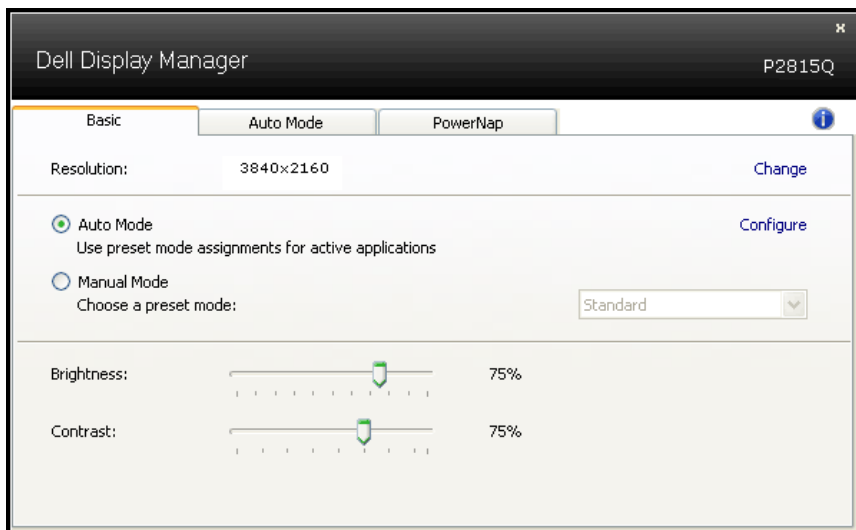 x
Dell Display Manager
P2815Q
Basic Auto Mode PowerNap i
Resolution: 3840x2160 Change
Auto Mode Configure
Use preset mode assignments for active applications
Manual Mode
Choose a preset mode: Standard
Brightness: 75%
Contrast: 75%